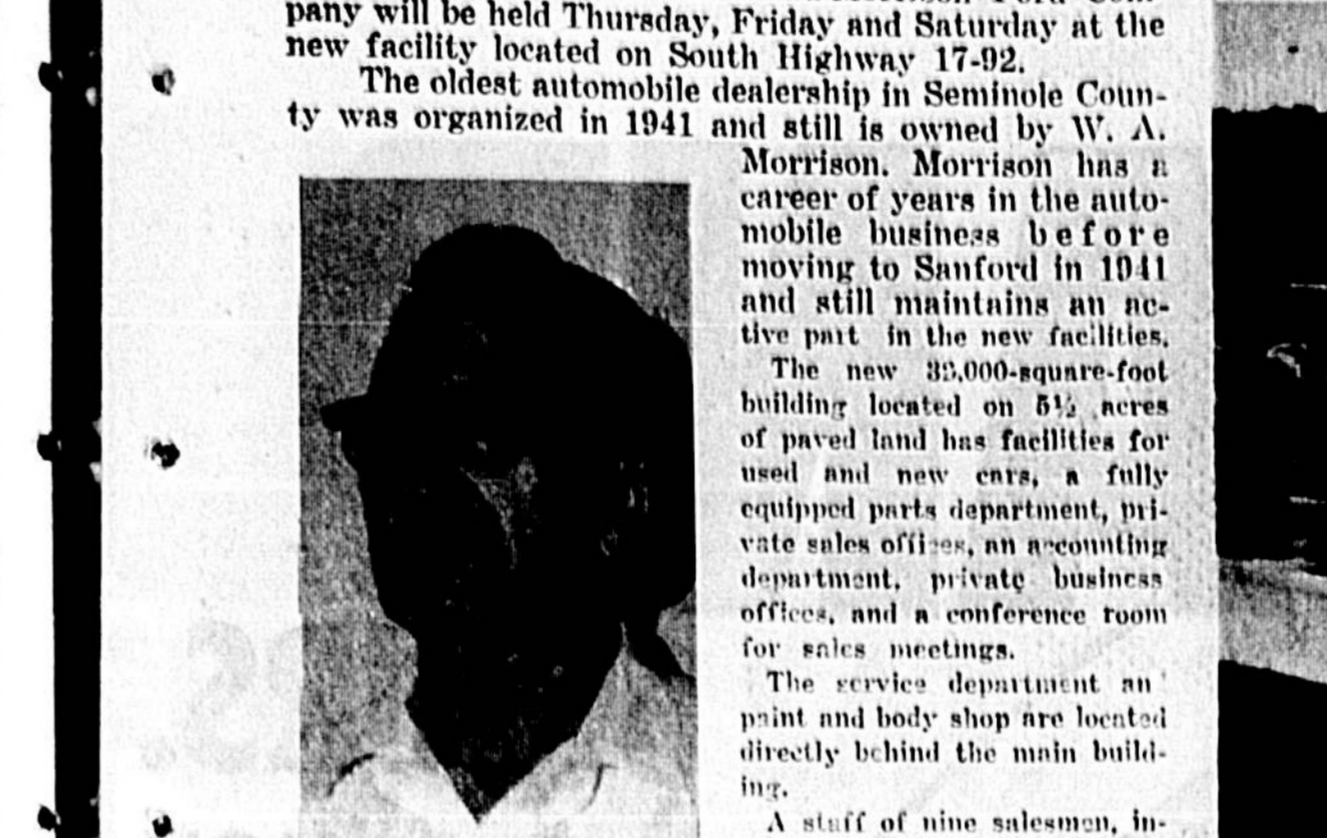 pany will be held Thursday, Friday and Saturday at the
new facility located on South Highway 17-92.
The oldest automobile dealership in Seminole Coun-
ty was organized in 1941 and still is owned by W. A.
Morrison. Morrison has a
career of years in the auto-
mobile business before
moving to Sanford in 1941
and still maintains an ac-
tive part in the new facilities.
The new -square-foot
building located on 5½ acres
of paved land has facilities for
used and new cars, a fully
equipped parts department, pri-
vate sales offices, an accounting
department, private business
offices, and a conference room
for sales meetings.
The service department an
paint and body shop are located
directly behind the main build-
ing.
A staff of nine salesmen, in-